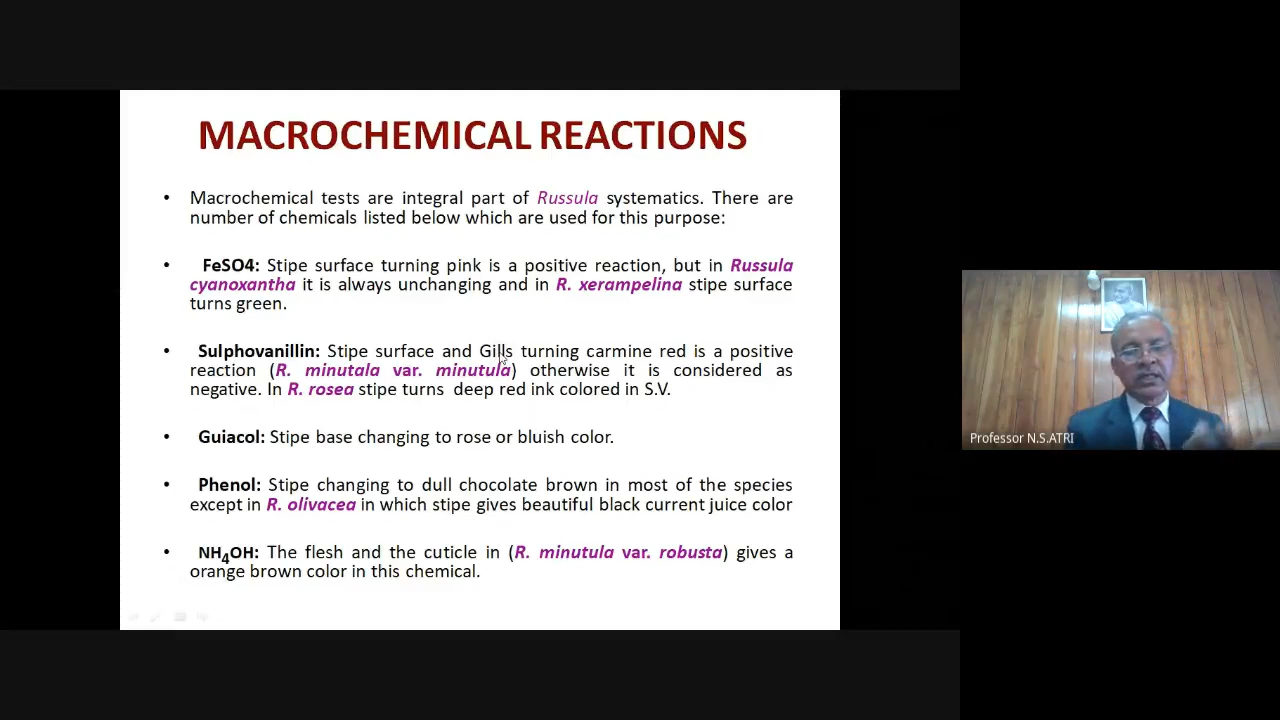 MACROCHEMICAL REACTIONS
• Macrochemical tests are integral part of Russula systematics. There are
number of chemicals listed below which are used for this purpose:
• FeSO4: Stipe surface turning pink is a positive reaction, but in Russula
cyanoxantha it is always unchanging and in R. xerampelina stipe surface
turns green.
• Sulphovanillin: Stipe surface and Gills turning carmine red is a positive
reaction (R. minutala var. minutula) otherwise it is considered as
negative. In R. rosea stipe turns deep red ink colored in S.V.
• Guiacol: Stipe base changing to rose or bluish color.
• Phenol: Stipe changing to dull chocolate brown in most of the species
except in R. olivacea in which stipe gives beautiful black current juice color
• NH4OH: The flesh and the cuticle in (R. minutula var. robusta) gives a
orange brown color in this chemical.
Professor N.S.ATRI